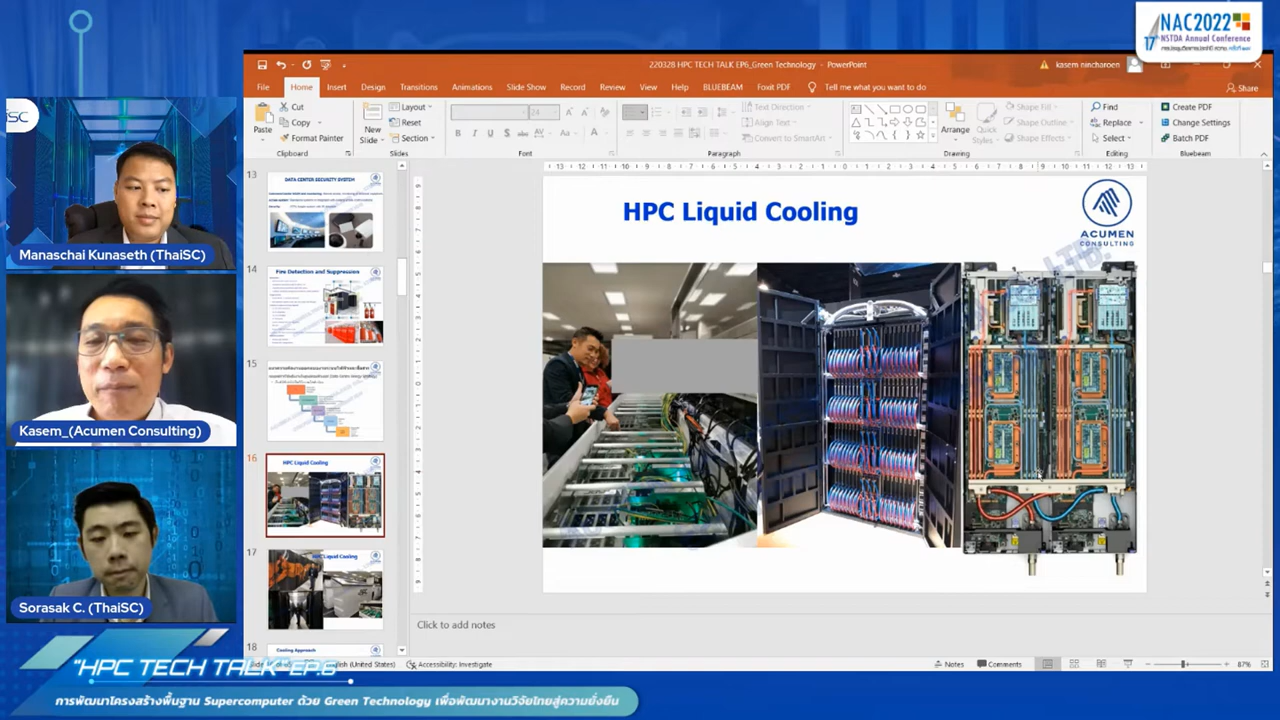 NAC2022
17th NSTDA Annual Conference
220328 HPC TECH TALK EP6_Green Technology - PowerPoint
kasem nincharoen
File Home Insert Draw Design Transitions Animations Slide Show Record Review View Help BLUEBEAM Foxit PDF Tell me what you want to do
Share
Cut
Copy
Format Painter
Paste
Clipboard
New
Slide
Layout
Reset
Section
Slides
24
Font
Text Direction
Align Text
Convert to SmartArt
Paragraph
Arrange
Quick
Styles
Shape Fill
Shape Outline
Shape Effects
Drawing
Find
Replace
Select
Editing
Create PDF
Change Settings
Batch PDF
Bluebeam
Manaschai Kunaseth (ThaiSC)
Kasem_(Acumen Consulting)
Sorasak C. (ThaiSC)
13
DATA CENTER SECURITY SYSTEM
14
Fire Detection and Suppression
15
16
HPC Liquid Cooling
17
HPC Liquid Cooling
18
Cooling Approach
HPC Liquid Cooling
ACUMEN
CONSULTING
LTD.
Click to add notes
English (United States)
Accessibility: Investigate
Notes
Comments
87%
"HPC TECH TALK" EP.6
การพัฒนาโครงสร้างพื้นฐาน Supercomputer ด้วย Green Technology เพื่อพัฒนางานวิจัยไทยสู่ความยั่งยืน